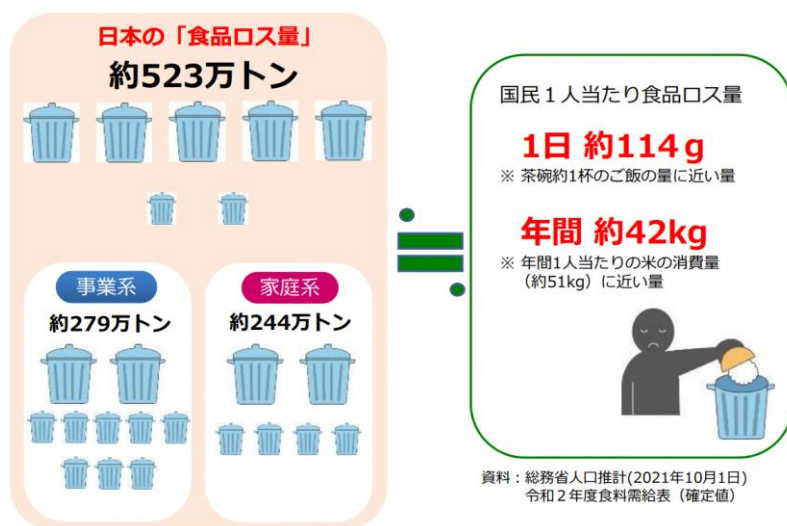 日本の「食品ロス量」
約523万トン
事業系
約279万トン
家庭系
約244万トン
国民１人当たり食品ロス量
1日 約114ｇ
※ 茶碗約1杯のご飯の量に近い量
年間 約42kg
※ 年間1人当たりの米の消費量
（約51kg）に近い量
資料：総務省人口推計(2021年10月1日)
令和２年度食料需給表（確定値）